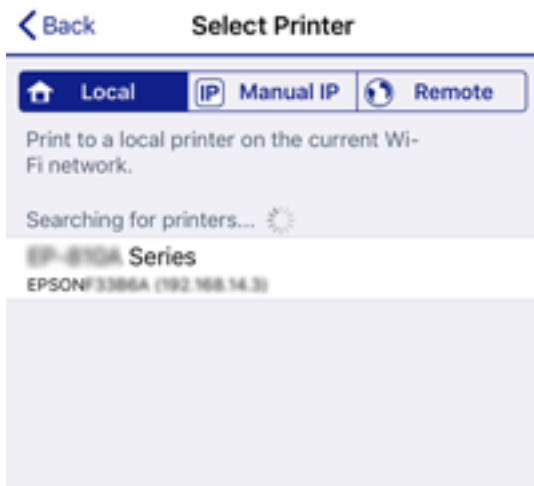 Back Select Printer
Local IP Manual IP Remote
Print to a local printer on the current Wi-
Fi network.
Searching for printers...
Series
EPSON